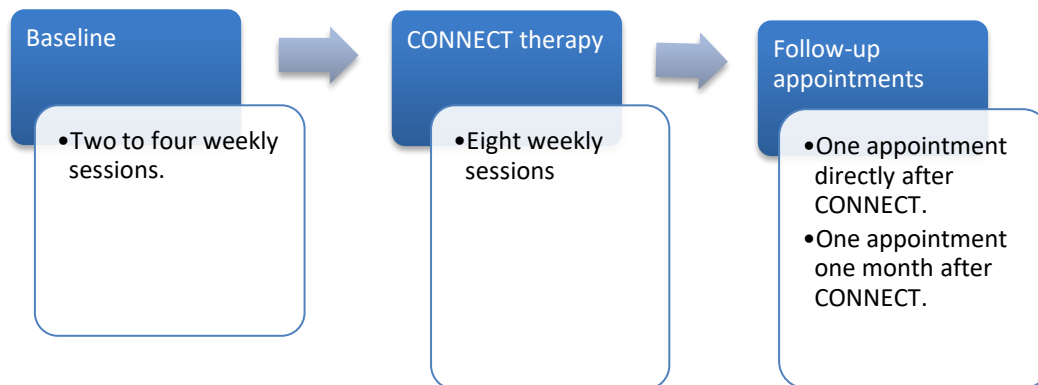 Baseline
•Two to four weekly
sessions.
CONNECT therapy
•Eight weekly
sessions
Follow-up
appointments
•One appointment
directly after
CONNECT.
•One appointment
one month after
CONNECT.